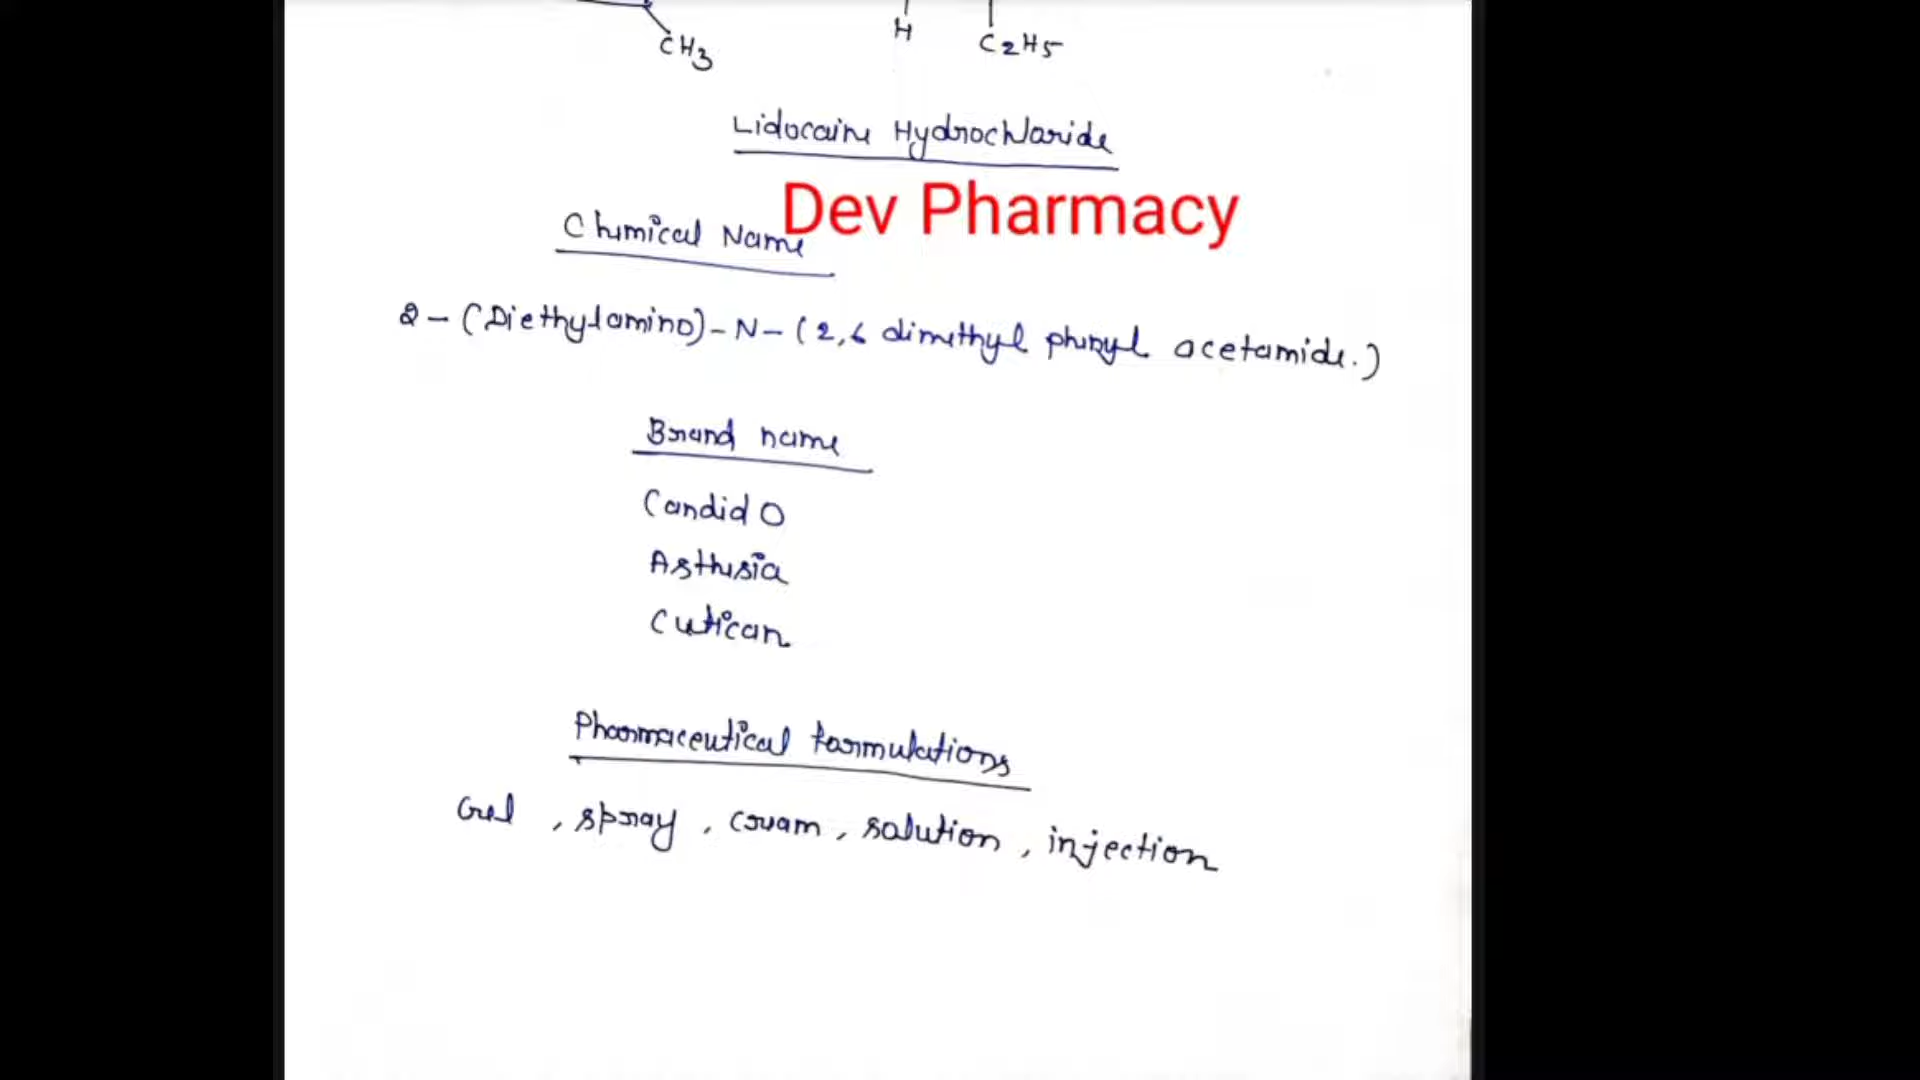 CH3
H
C2H5
Lidocaine Hydrochloride
Dev Pharmacy
Chemical Name
2-(Diethylamino)-N-(2,6 dimethyl phenyl acetamide.)
Brand name
Candid O
Asthesia
Cutican
Pharmaceutical formulations
Gel, spray, cream, solution, injection